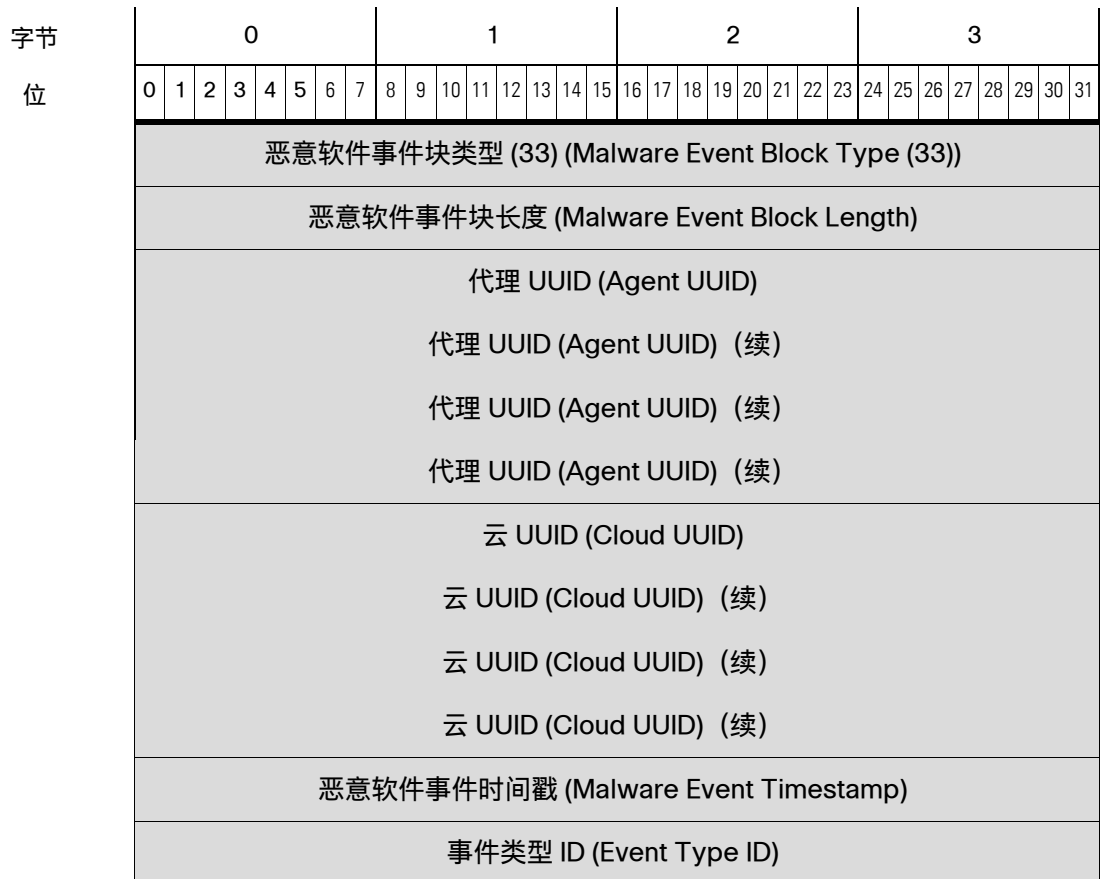 字节 0 1 2 3
位 0 1 2 3 4 5 6 7 8 9 10 11 12 13 14 15 16 17 18 19 20 21 22 23 24 25 26 27 28 29 30 31
恶意软件事件块类型 (33) (Malware Event Block Type (33))
恶意软件事件块长度 (Malware Event Block Length)
代理 UUID (Agent UUID)
代理 UUID (Agent UUID)（续）
代理 UUID (Agent UUID)（续）
代理 UUID (Agent UUID)（续）
云 UUID (Cloud UUID)
云 UUID (Cloud UUID)（续）
云 UUID (Cloud UUID)（续）
云 UUID (Cloud UUID)（续）
恶意软件事件时间戳 (Malware Event Timestamp)
事件类型 ID (Event Type ID)